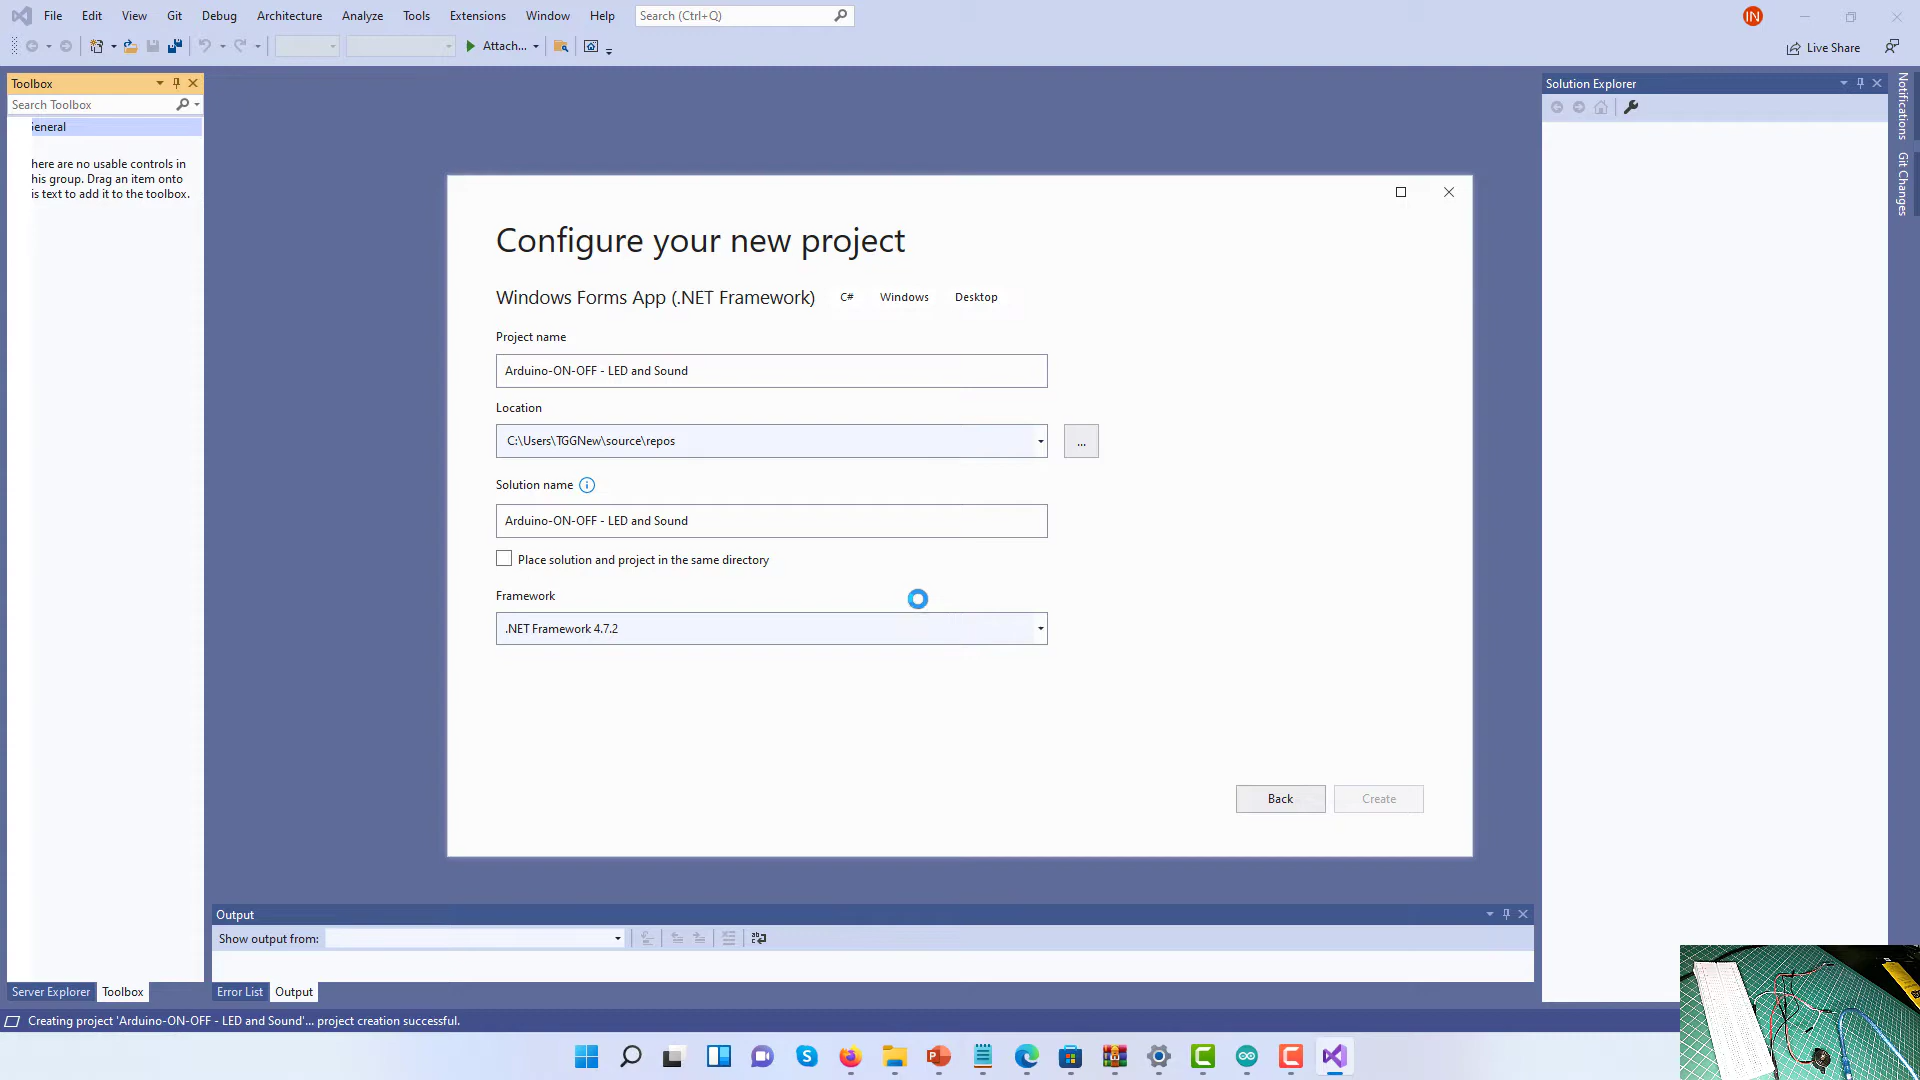 File Edit View Git Debug Architecture Analyze Tools Extensions Window Help Search (Ctrl+Q) IN
Attach... Live Share
Toolbox
Search Toolbox
General
here are no usable controls in
his group. Drag an item onto
is text to add it to the toolbox.
Configure your new project
Windows Forms App (.NET Framework) C# Windows Desktop
Project name
Arduino-ON-OFF - LED and Sound
Location
C:\Users\TGGNew\source\repos
...
Solution name
Arduino-ON-OFF - LED and Sound
Place solution and project in the same directory
Framework
.NET Framework 4.7.2
Back Create
Solution Explorer
Notifications
Git Changes
Output
Show output from:
Server Explorer Toolbox Error List Output
Creating project 'Arduino-ON-OFF - LED and Sound'... project creation successful.